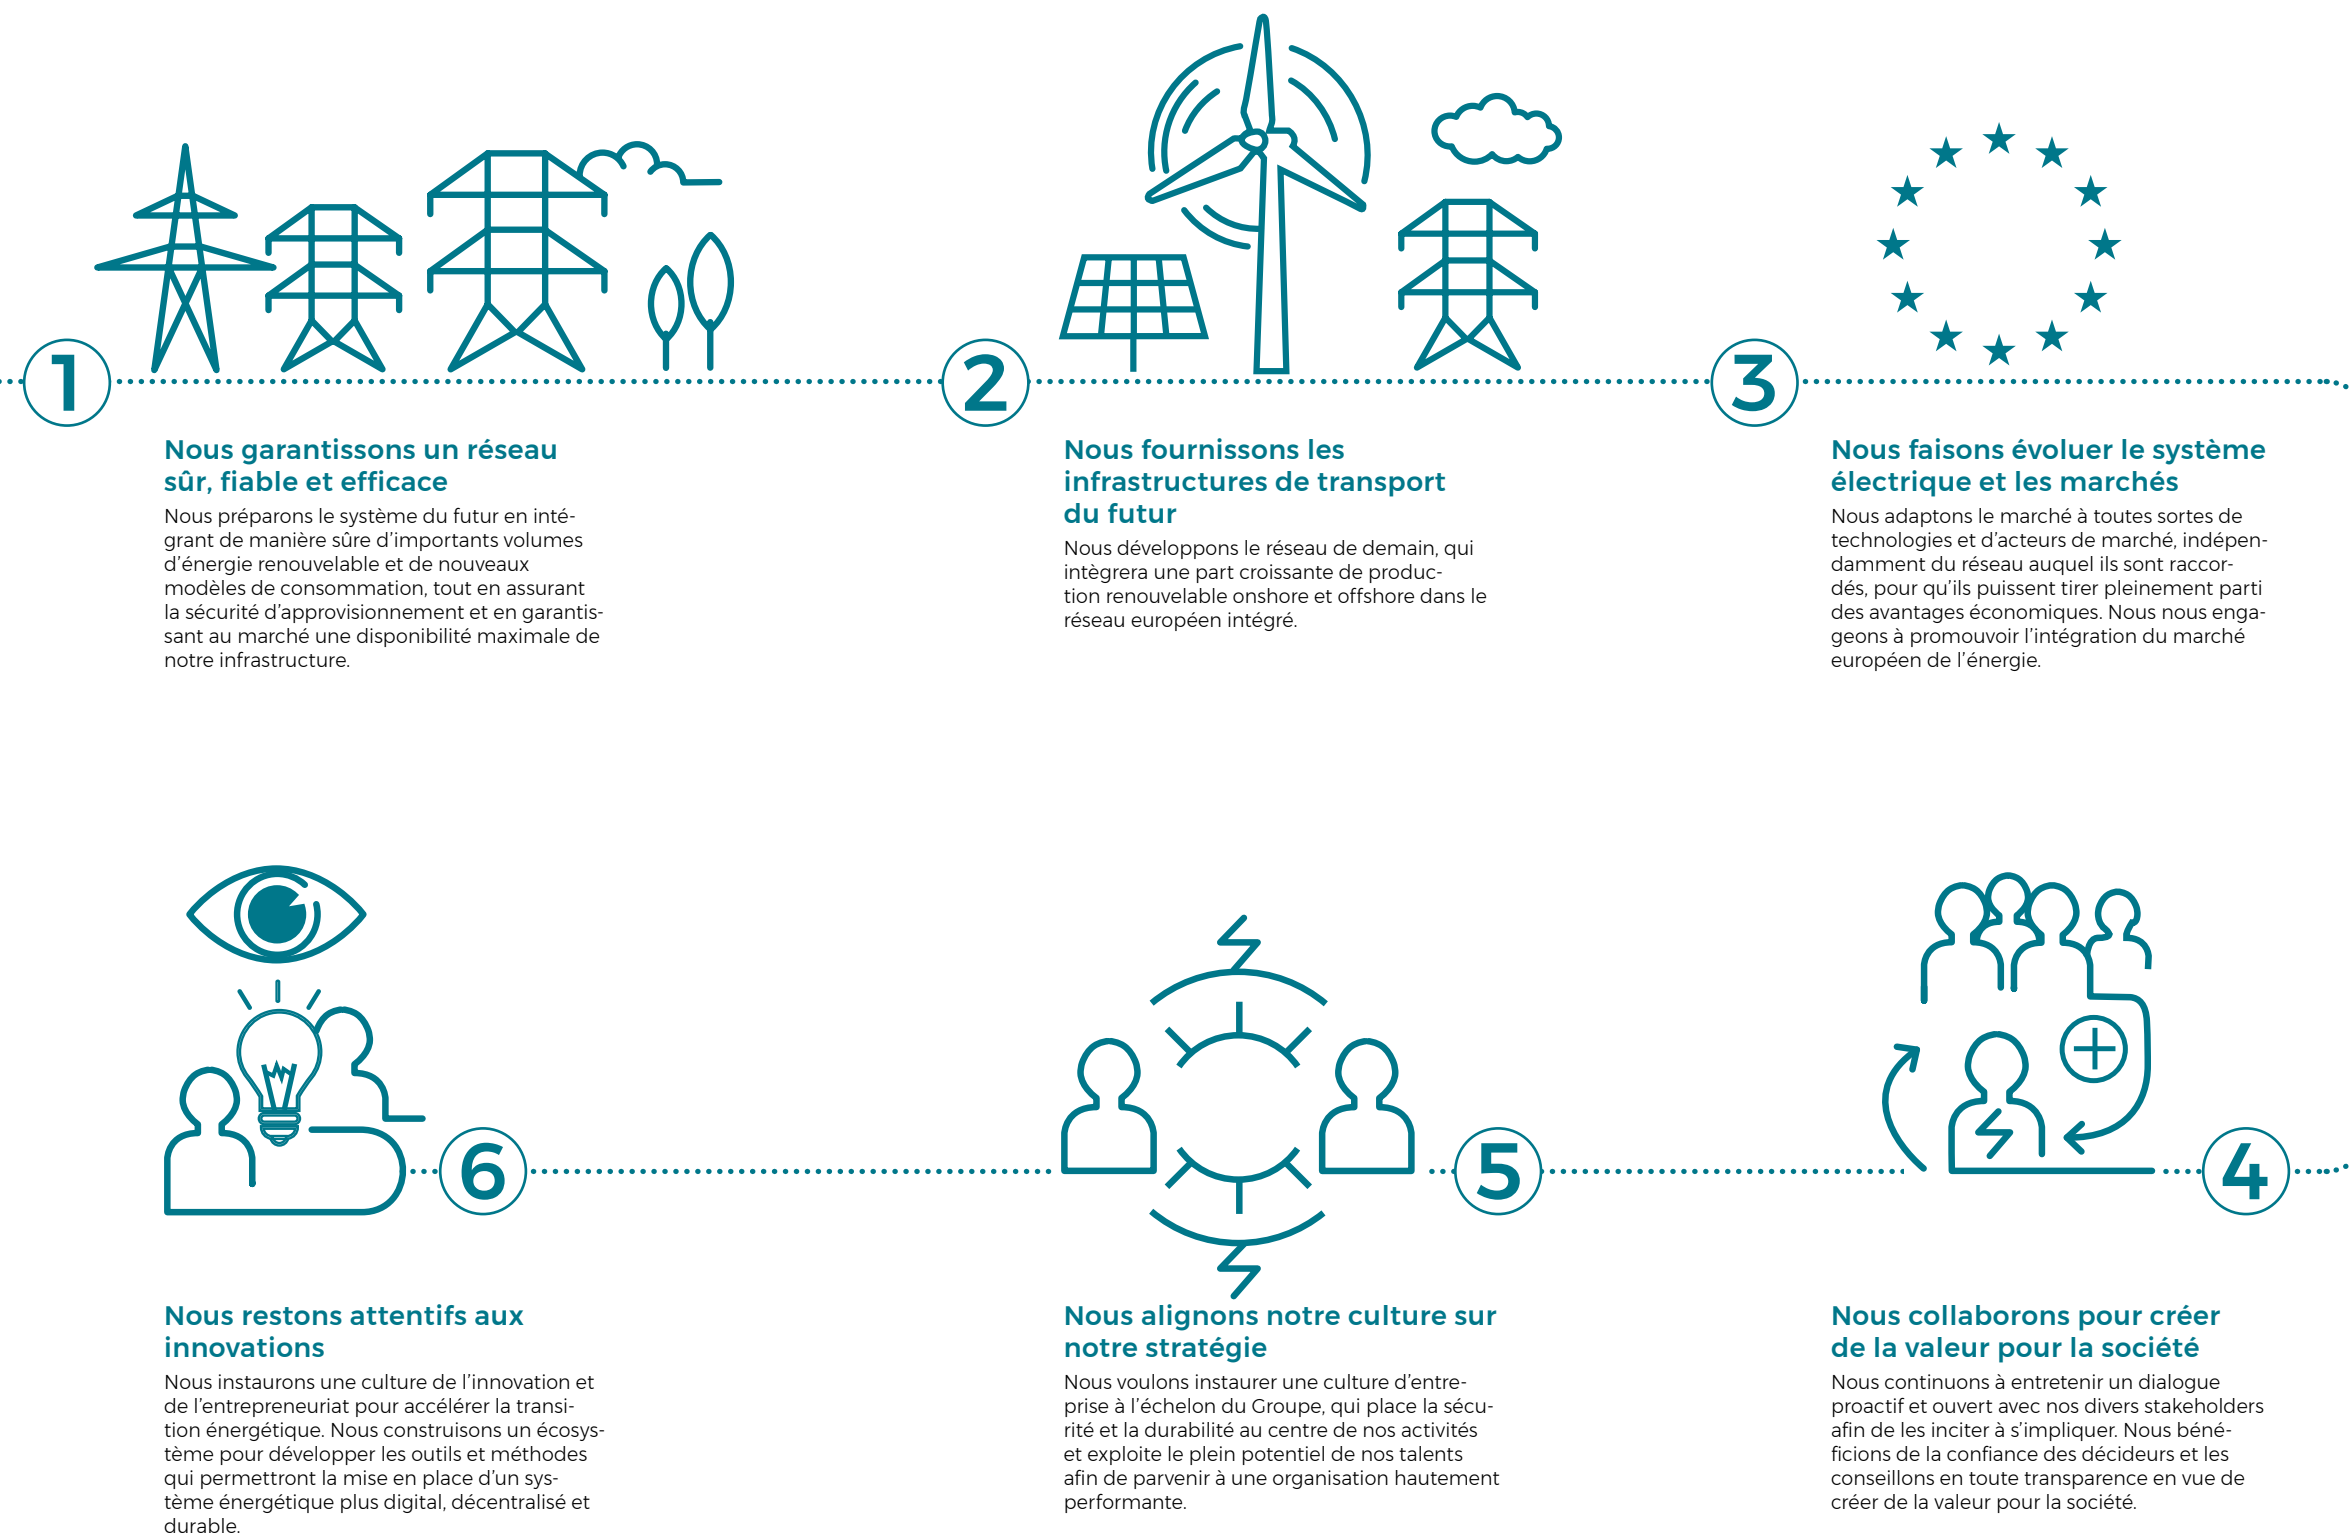 1
Nous garantissons un réseau
sûr, fiable et efficace
Nous préparons le système du futur en inté-
grant de manière sûre d'importants volumes
d'énergie renouvelable et de nouveaux
modèles de consommation, tout en assurant
la sécurité d'approvisionnement et en garantis-
sant au marché une disponibilité maximale de
notre infrastructure.
2
Nous fournissons les
infrastructures de transport
du futur
Nous développons le réseau de demain, qui
intègrera une part croissante de produc-
tion renouvelable onshore et offshore dans le
réseau européen intégré.
3
Nous faisons évoluer le système
électrique et les marchés
Nous adaptons le marché à toutes sortes de
technologies et d'acteurs de marché, indépen-
damment du réseau auquel ils sont raccor-
dés, pour qu'ils puissent tirer pleinement parti
des avantages économiques. Nous nous enga-
geons à promouvoir l'intégration du marché
européen de l'énergie.
4
Nous collaborons pour créer
de la valeur pour la société
Nous continuons à entretenir un dialogue
proactif et ouvert avec nos divers stakeholders
afin de les inciter à s'impliquer. Nous béné-
ficions de la confiance des décideurs et les
conseillons en toute transparence en vue de
créer de la valeur pour la société.
5
Nous alignons notre culture sur
notre stratégie
Nous voulons instaurer une culture d'entre-
prise à l'échelon du Groupe, qui place la sécu-
rité et la durabilité au centre de nos activités
et exploite le plein potentiel de nos talents
afin de parvenir à une organisation hautement
performante.
6
Nous restons attentifs aux
innovations
Nous instaurons une culture de l'innovation et
de l'entrepreneuriat pour accélérer la transi-
tion énergétique. Nous construisons un écosys-
tème pour développer les outils et méthodes
qui permettront la mise en place d'un sys-
tème énergétique plus digital, décentralisé et
durable.